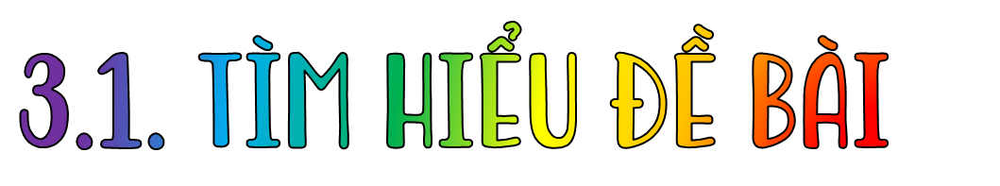 3.1. TÌM HIỂU ĐỀ BÀI